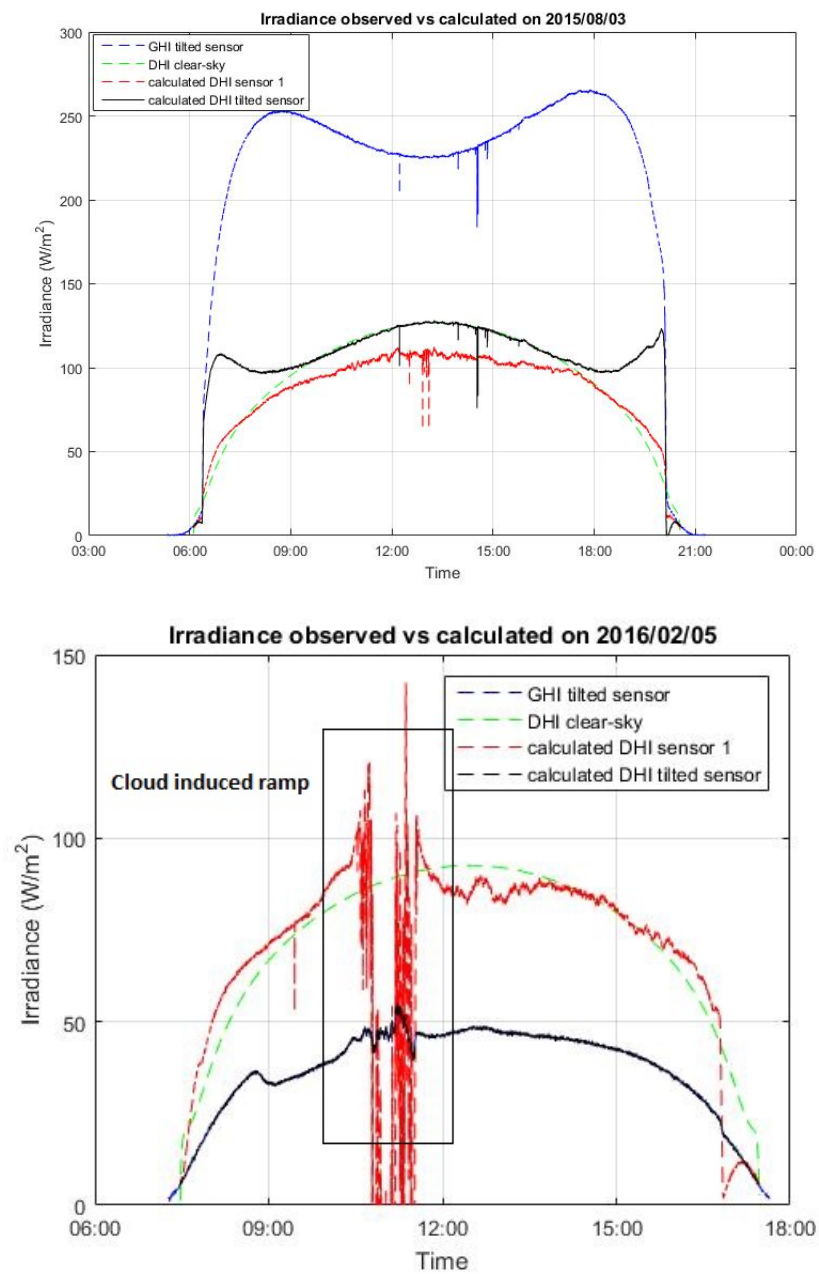 Irradiance observed vs calculated on 2015/08/03
300
250
200
150
100
50
0
Irradiance (W/m²)
GHI tilted sensor
DHI clear-sky
calculated DHI sensor 1
calculated DHI tilted sensor
03:00 06:00 09:00 12:00 15:00 18:00 21:00 00:00
Time
Irradiance observed vs calculated on 2016/02/05
150
100
50
0
Irradiance (W/m²)
GHI tilted sensor
DHI clear-sky
calculated DHI sensor 1
calculated DHI tilted sensor
Cloud induced ramp
06:00 09:00 12:00 15:00 18:00
Time